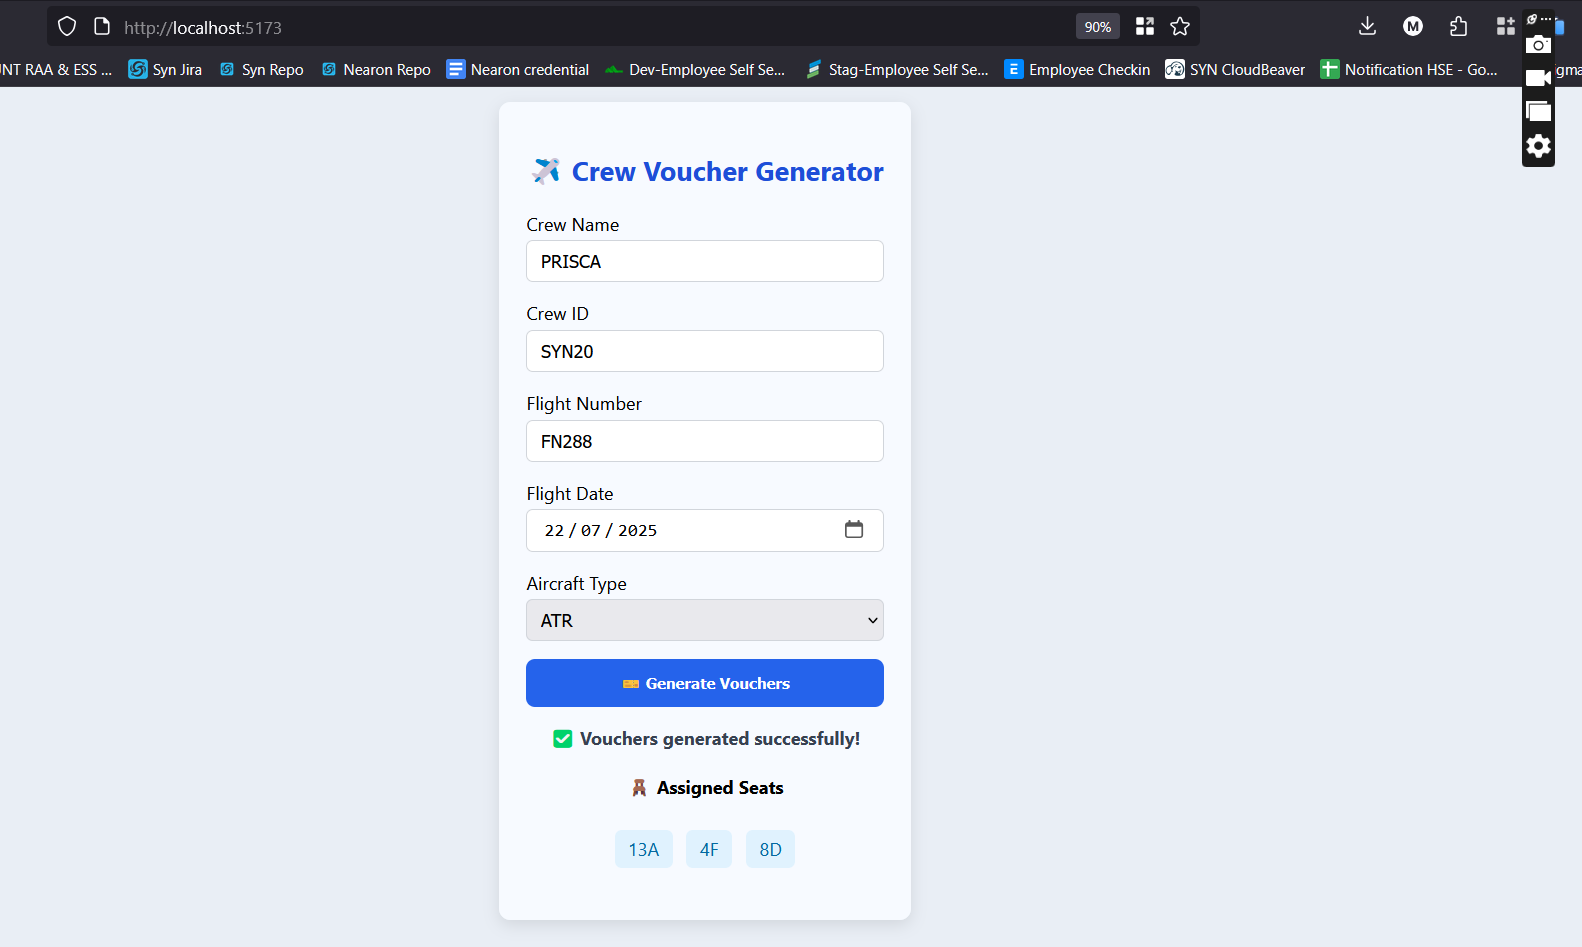 http://localhost:5173
90%
M
NT RAA & ESS ...
Syn Jira
Syn Repo
Nearon Repo
Nearon credential
Dev-Employee Self Se...
Stag-Employee Self Se...
E Employee Checkin
SYN CloudBeaver
Notification HSE - Go...
igma
Crew Voucher Generator
Crew Name
PRISCA
Crew ID
SYN20
Flight Number
FN288
Flight Date
22 / 07 / 2025
Aircraft Type
ATR
Generate Vouchers
Vouchers generated successfully!
Assigned Seats
13A 4F 8D